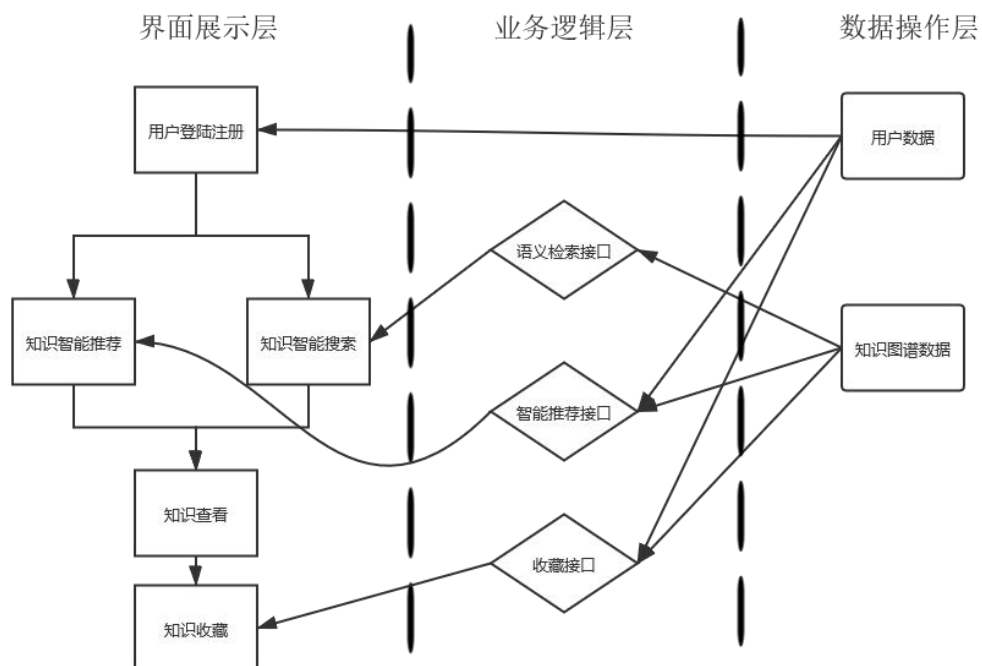 界面展示层
业务逻辑层
数据操作层
用户登陆注册
用户数据
语义检索接口
知识智能推荐
知识智能搜索
知识图谱数据
智能推荐接口
知识查看
收藏接口
知识收藏